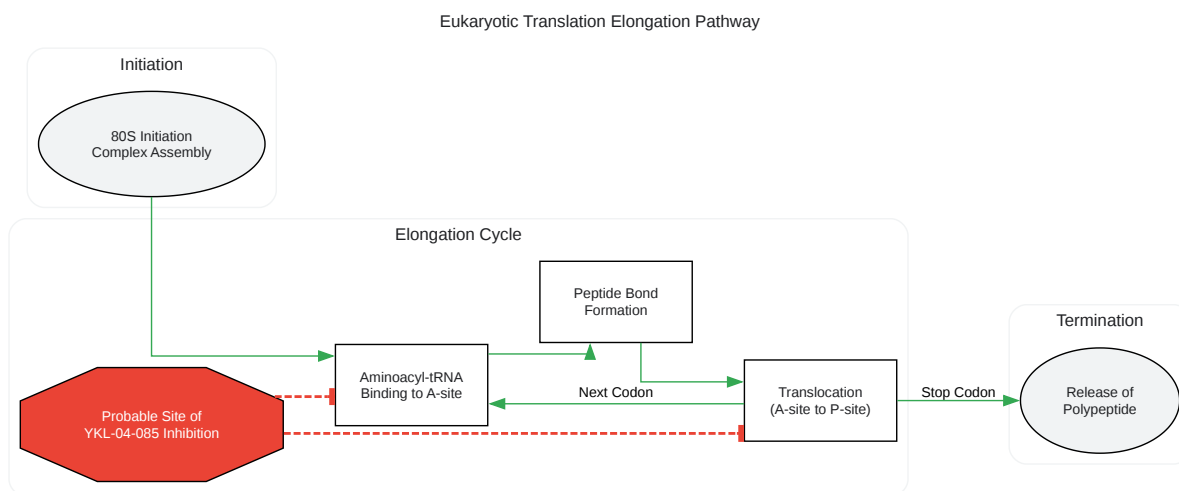 Eukaryotic Translation Elongation Pathway
Initiation
80S Initiation
Complex Assembly
Elongation Cycle
Peptide Bond
Formation
Termination
Aminoacyl-tRNA
Binding to A-site
Next Codon
Translocation
(A-site to P-site)
Stop Codon
Release of
Polypeptide
Probable Site of
YKL-04-085 Inhibition